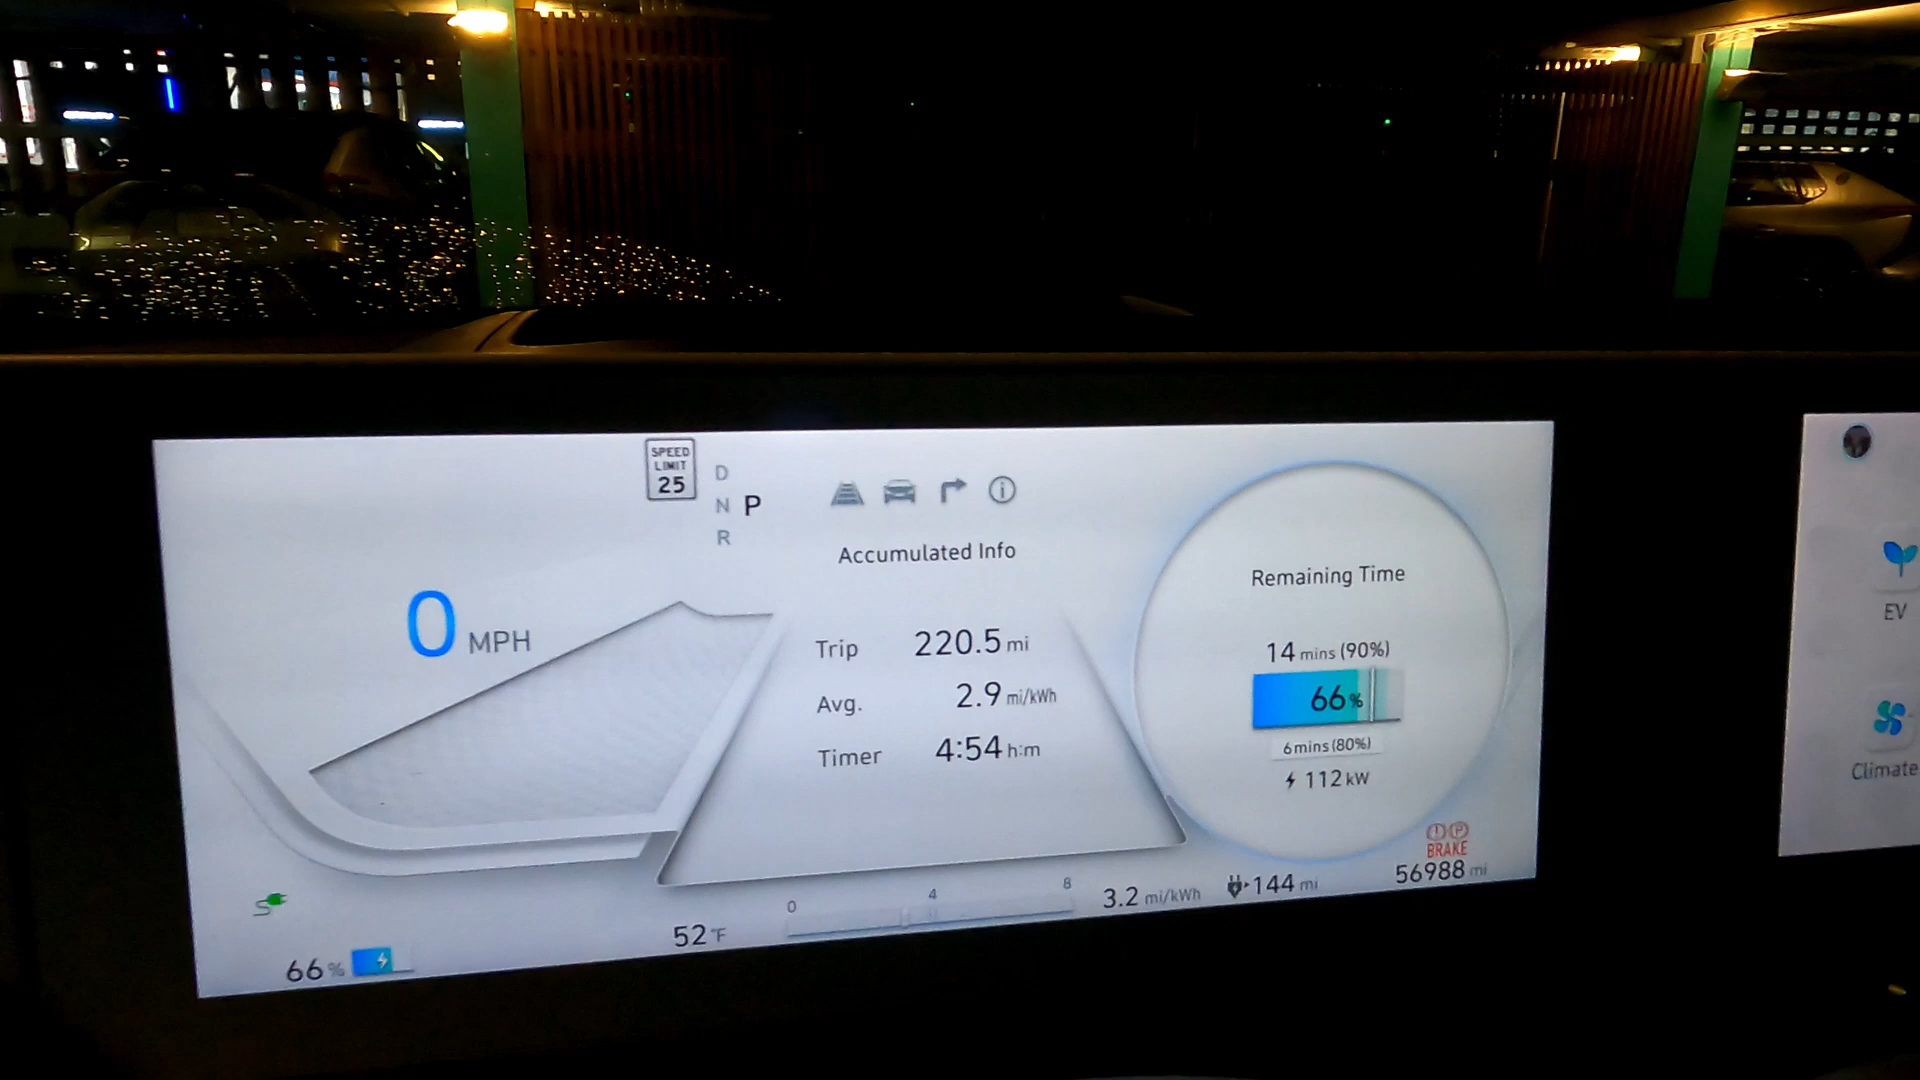 SPEED
LIMIT
25
D
N P
R
Accumulated Info
0 MPH
Trip 220.5 mi
Avg. 2.9 mi/kWh
Timer 4:54 h:m
Remaining Time
14 mins (90%)
66%
6 mins (80%)
112 kW
BRAKE
56988 mi
0 4 8
3.2 mi/kWh
144 mi
52°F
66%
EV
Climate